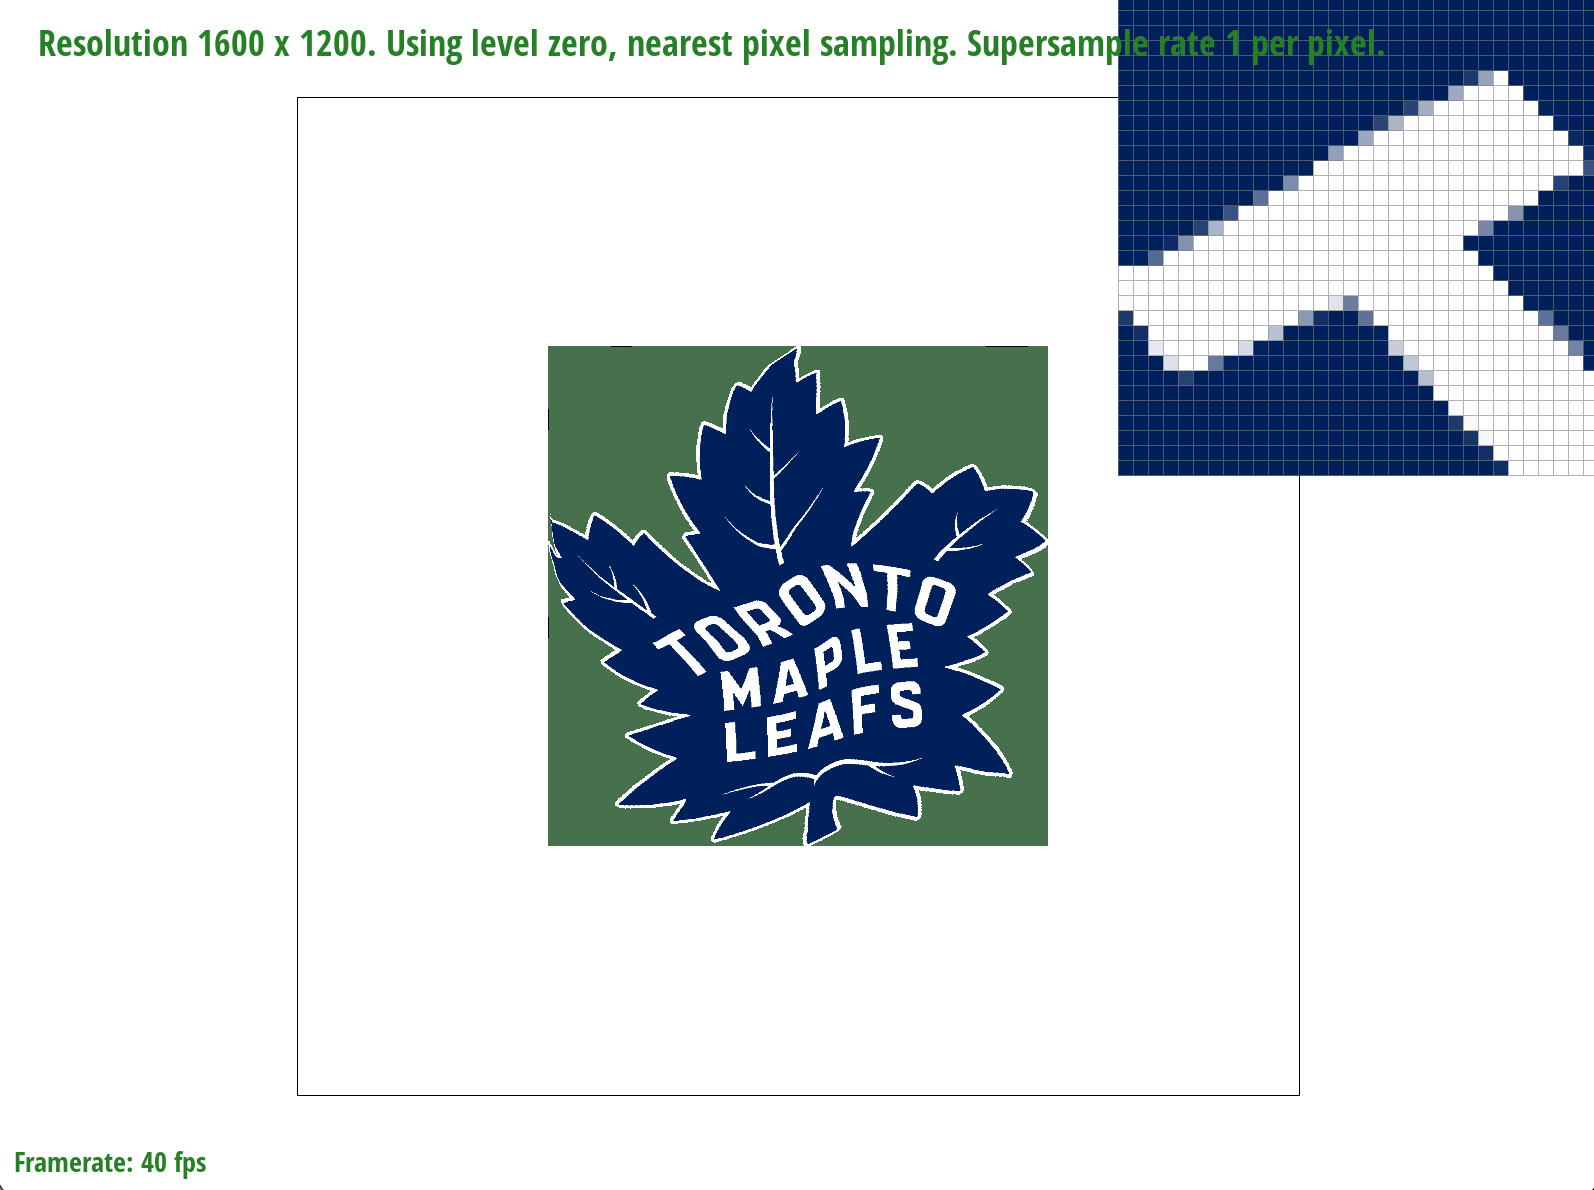 Resolution 1600 x 1200. Using level zero, nearest pixel sampling. Supersample rate 1 per pixel.
TORONTO
MAPLE
LEAFS
Framerate: 40 fps